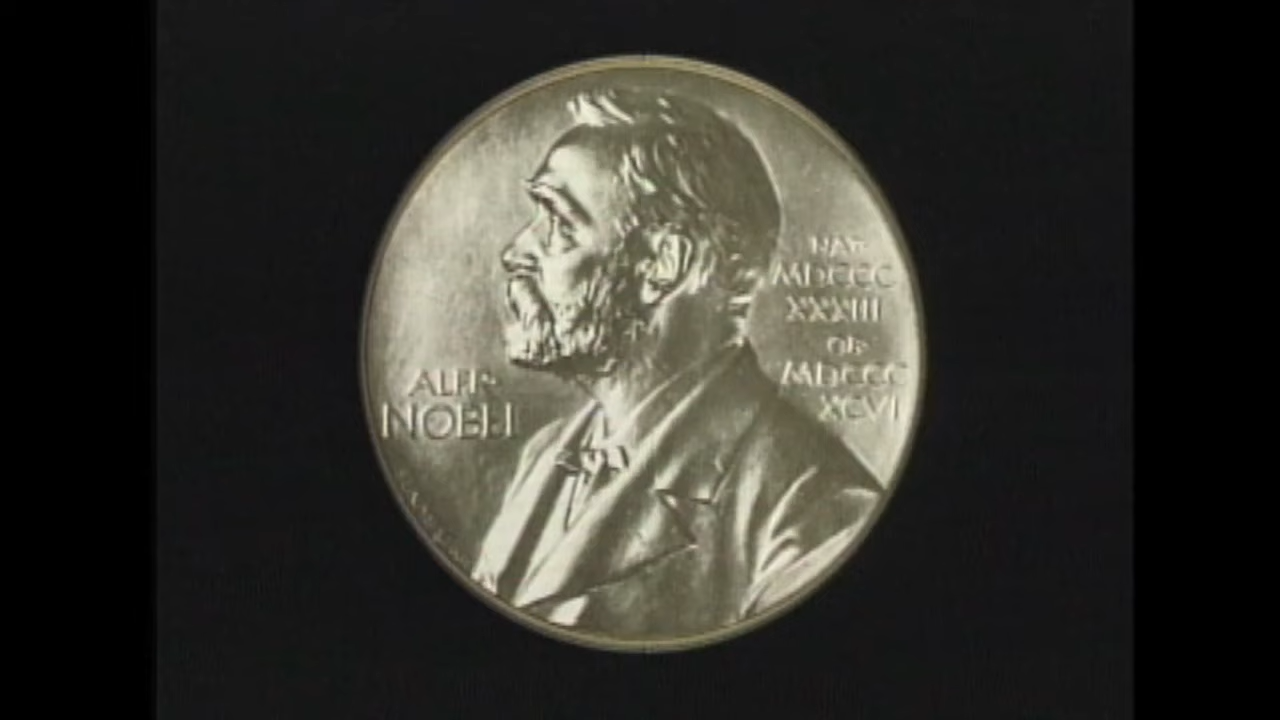 ALFR·
NOBEL
NAT·
MDCCC
XXXIII
OB·
MDCCC
XCVI